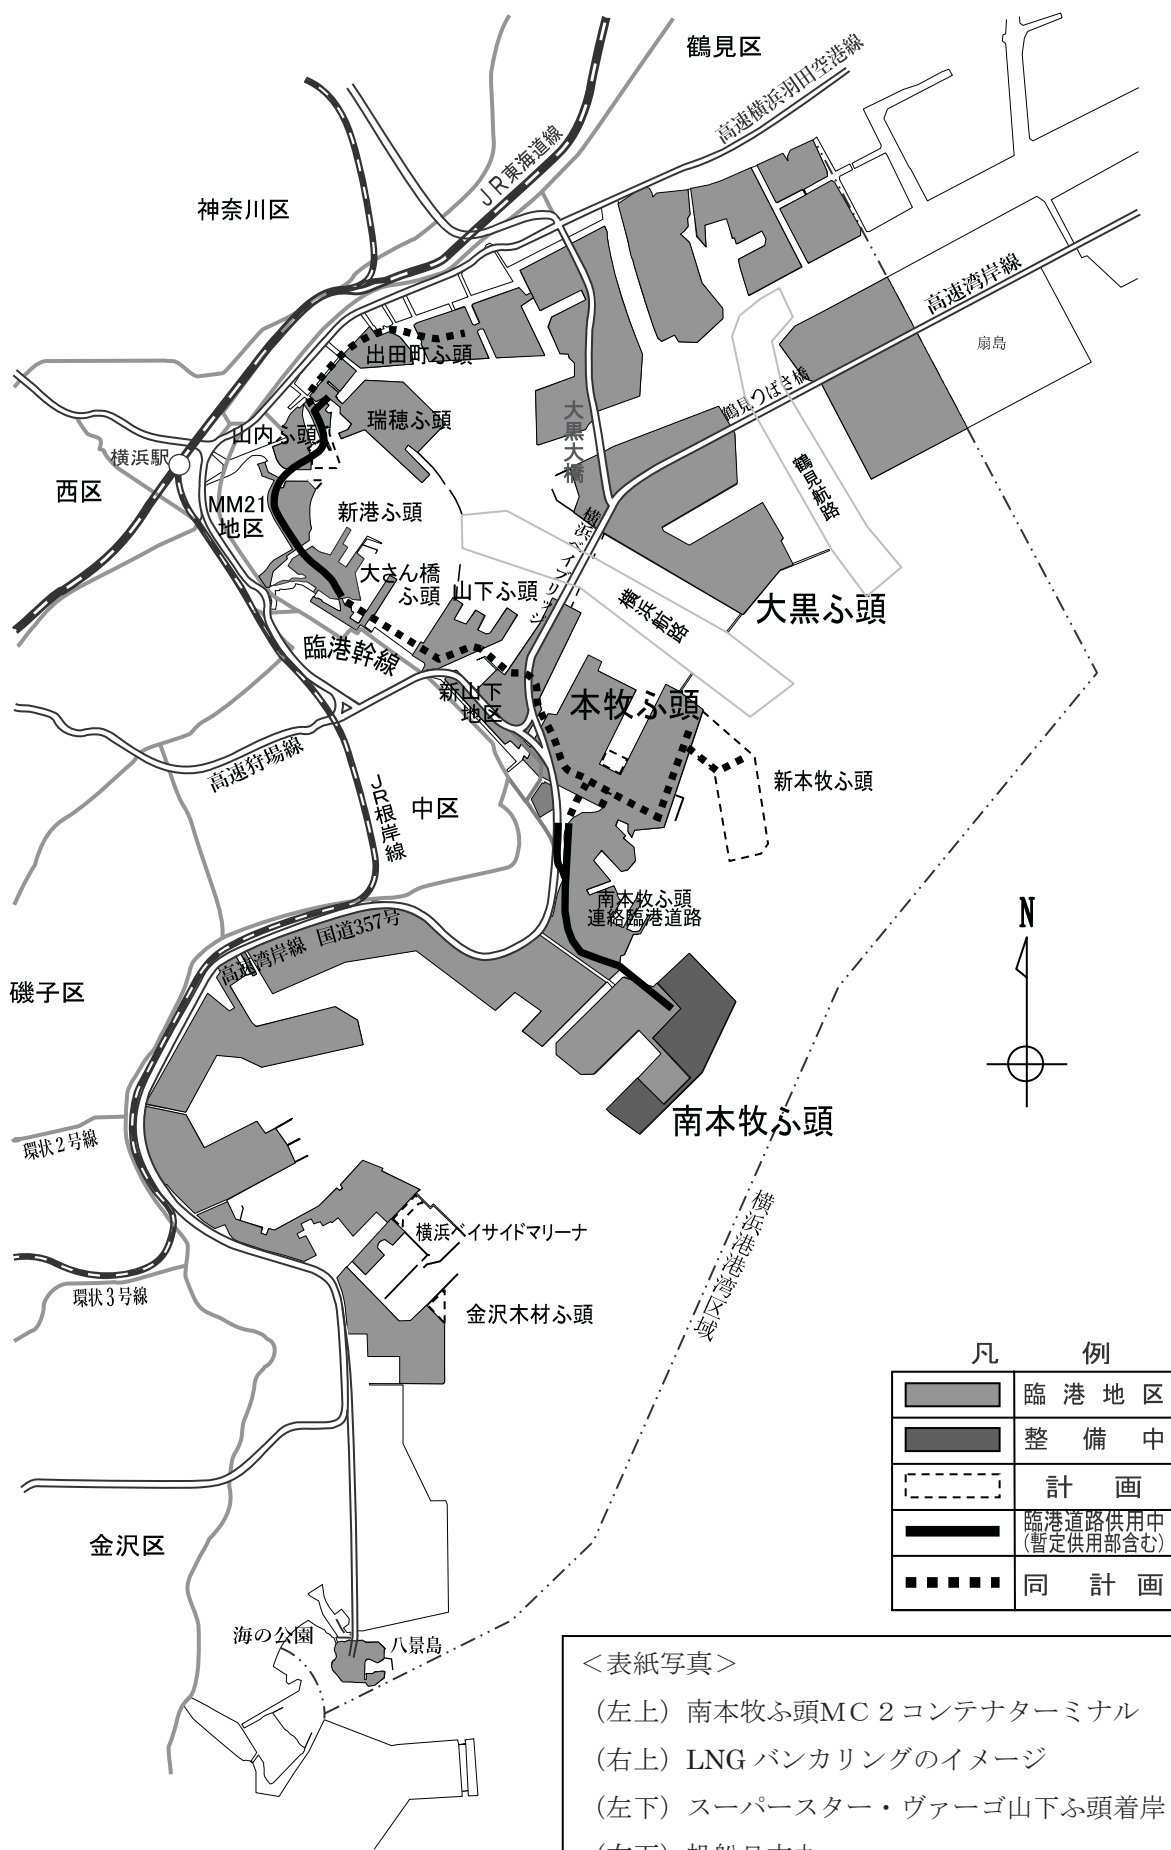 鶴見区
高速横浜羽田空港線
JR東海道線
神奈川区
高速湾岸線
扇島
出田町ふ頭
鶴見つばさ橋
大黒大橋
瑞穂ふ頭
山内ふ頭
横浜駅
西区
鶴見航路
MM21
地区
新港ふ頭
横浜ベイブリッジ
大さん橋
ふ頭
山下ふ頭
横浜航路
大黒ふ頭
臨港幹線
新山下
地区
本牧ふ頭
高速狩場線
JR根岸線
中区
新本牧ふ頭
南本牧ふ頭
連絡臨港道路
N
高速湾岸線 国道357号
磯子区
南本牧ふ頭
環状2号線
横浜港港湾区域
横浜ベイサイドマリーナ
環状3号線
金沢木材ふ頭
凡 例
臨港地区
整備中
計画
臨港道路供用中
(暫定供用部含む)
同計画
金沢区
海の公園
八景島
＜表紙写真＞
（左上）南本牧ふ頭MC２コンテナターミナル
（右上）LNG バンカリングのイメージ
（左下）スーパースター・ヴァーゴ山下ふ頭着岸